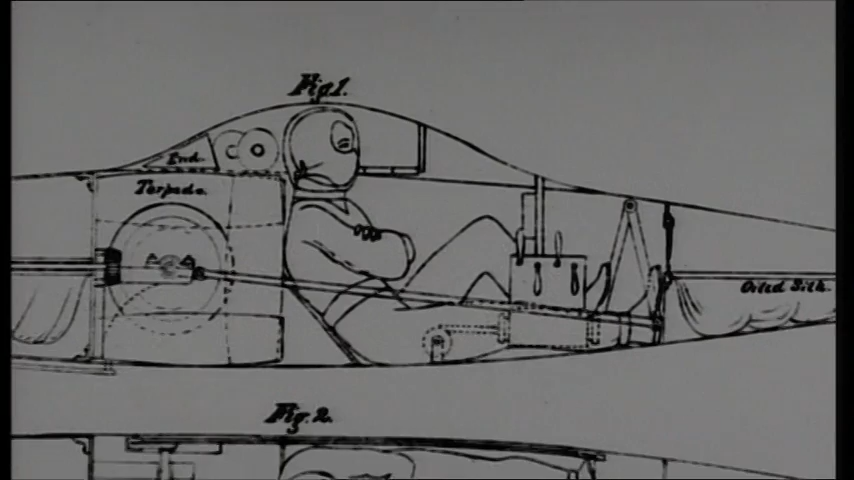 Fig 1.
End.
Torpedo.
Oiled Silk.
Fig. 2.